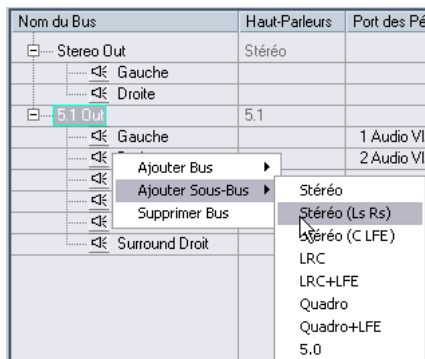 Nom du Bus Haut-Parleurs Port des Pé
Stereo Out Stéréo
Gauche
Droite
5.1 Out 5.1
Gauche 1 Audio VI
2 Audio VI
Ajouter Bus
Ajouter Sous-Bus
Supprimer Bus
Surround Droit
Stéréo
Stéréo (Ls Rs)
Stéréo (C LFE)
LRC
LRC+LFE
Quadro
Quadro+LFE
5.0